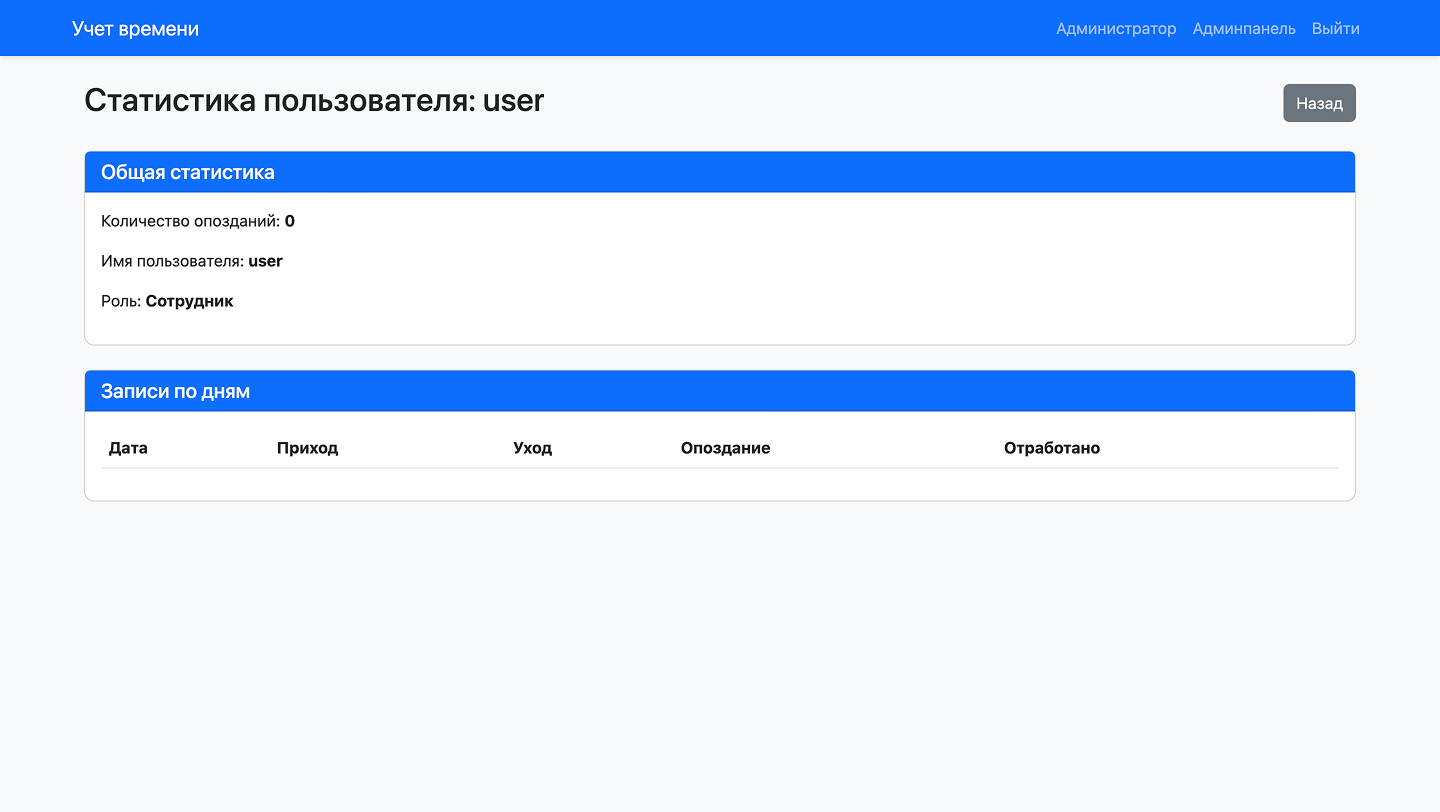 Учет времени Администратор Админпанель Выйти
Статистика пользователя: user Назад
Общая статистика
Количество опозданий: 0
Имя пользователя: user
Роль: Сотрудник
Записи по дням
Дата Приход Уход Опоздание Отработано